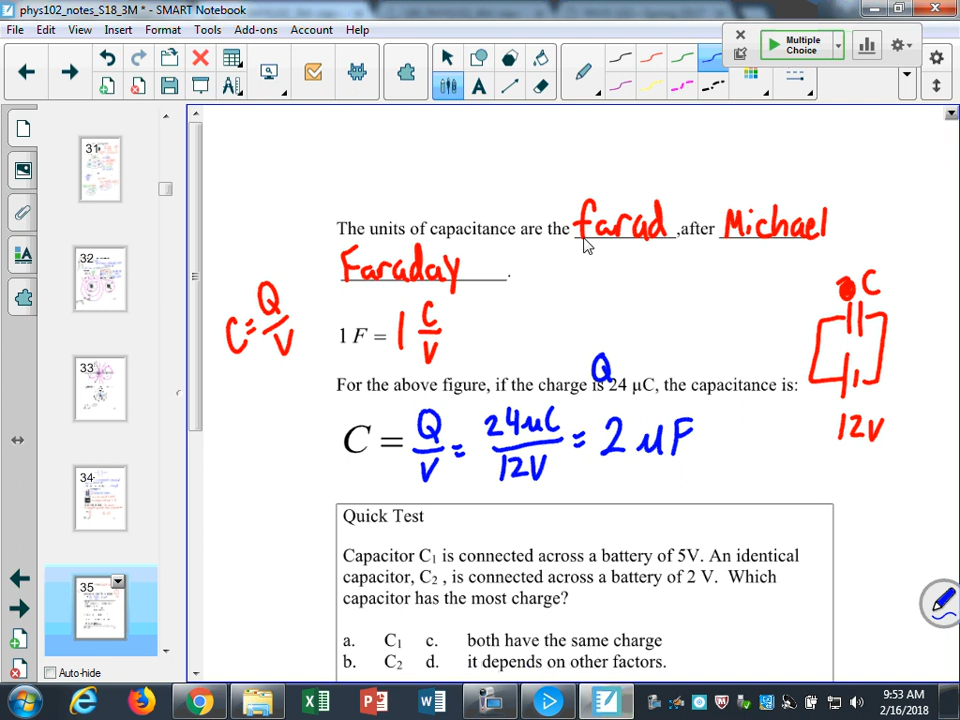 phys102_notes_S18_3M * - SMART Notebook
File Edit View Insert Format Tools Add-ons Account Help
Multiple Choice
31
32
33
34
35
Auto-hide
The units of capacitance are the farad ,after Michael
Faraday .
C = Q/V
1 F = 1 C/V
C
12V
Q
For the above figure, if the charge is 24 µC, the capacitance is:
C = Q/V = 24µC/12V = 2 µF
Quick Test
Capacitor C₁ is connected across a battery of 5V. An identical
capacitor, C₂ , is connected across a battery of 2 V. Which
capacitor has the most charge?
a. C₁ c. both have the same charge
b. C₂ d. it depends on other factors.
9:53 AM
2/16/2018